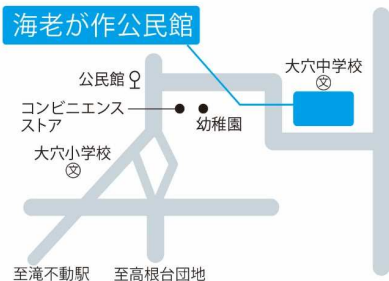 海老が作公民館
公民館
大穴中学校
文
コンビニエンス
ストア
幼稚園
大穴小学校
文
至滝不動駅
至高根台団地